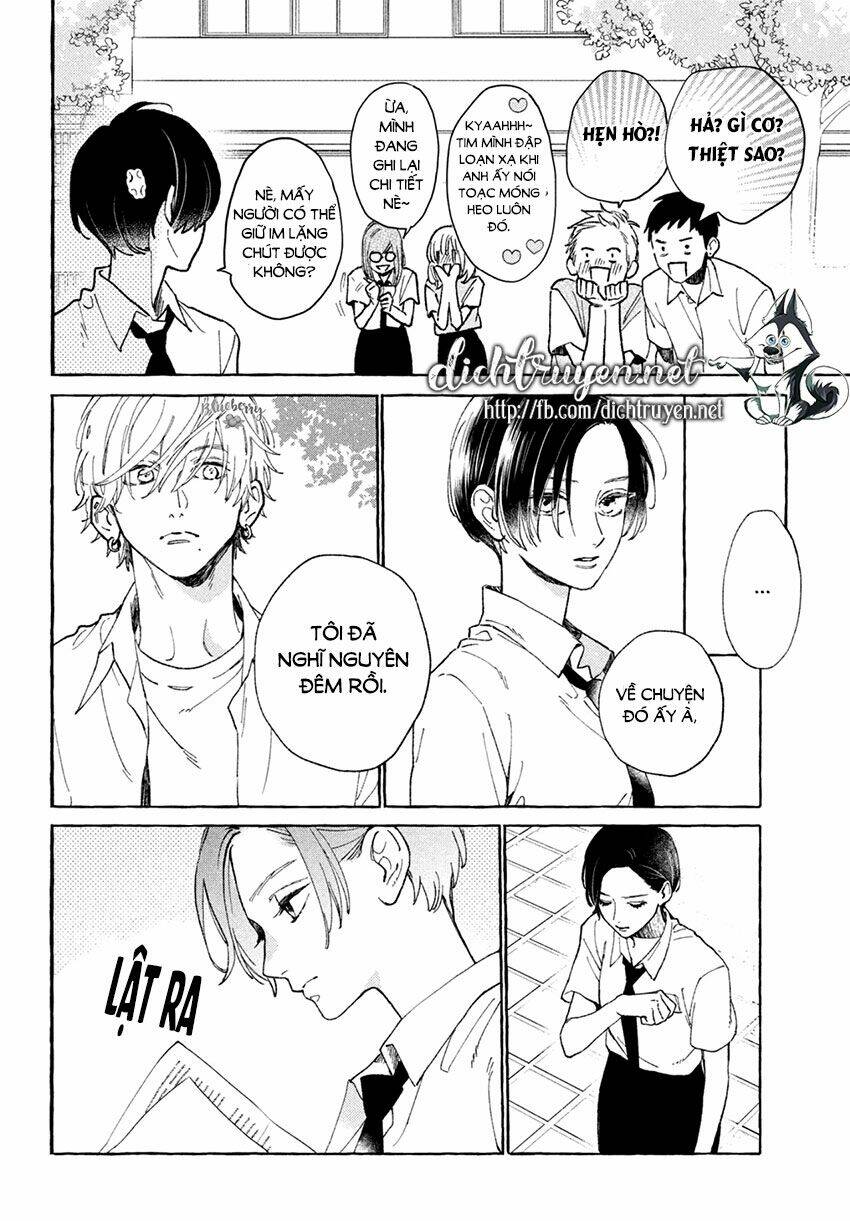 HẢ? GÌ CƠ?
THIỆT SAO?
HẸN HÒ?!
KYAAHHH~
TIM MÌNH ĐẬP
LOẠN XẠ KHI
ANH ẤY NÓI
TOẠC MÓNG
HEO LUÔN
ĐÓ.
ỪA,
MÌNH
ĐANG
GHI LẠI
CHI TIẾT
NÈ~
NÈ, MẤY
NGƯỜI CÓ THỂ
GIỮ IM LẶNG
CHÚT ĐƯỢC
KHÔNG?
dichtruyen.net
http://fb.com/dichtruyen.net
...
VỀ CHUYỆN
ĐÓ ẤY À,
Blueberry
TÔI ĐÃ
NGHĨ NGUYÊN
ĐÊM RỒI.
LẬT RA